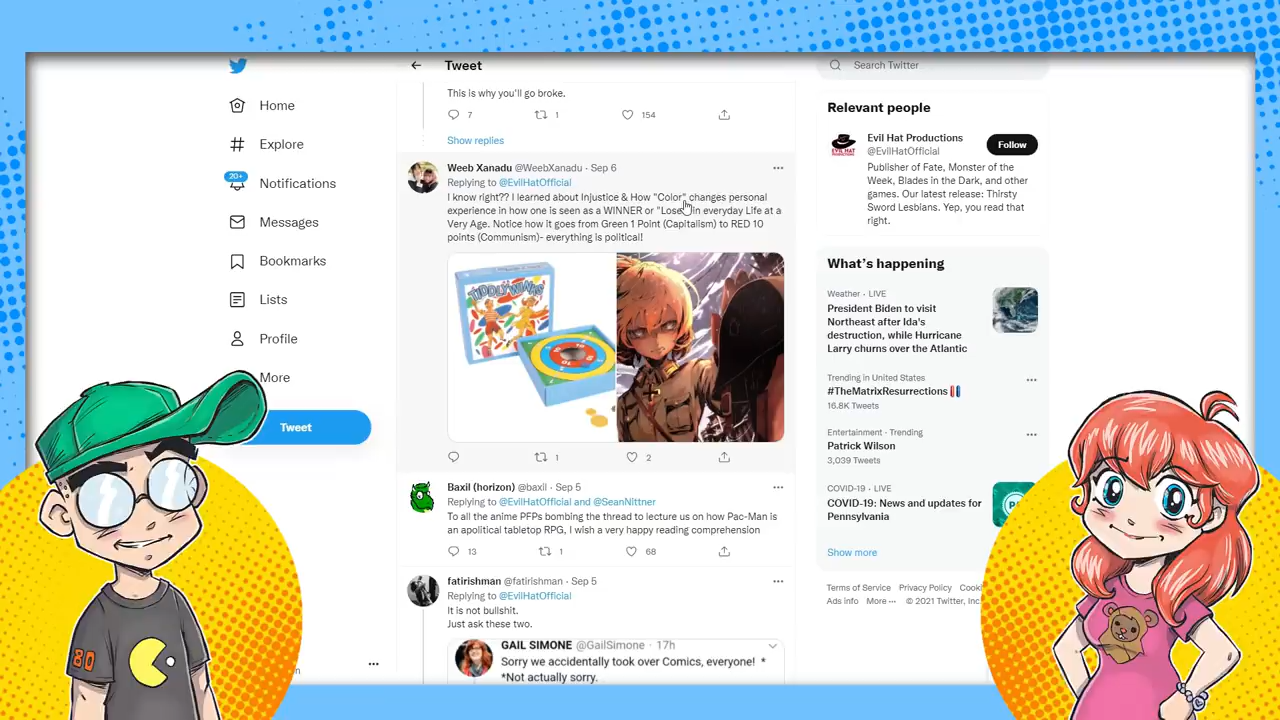 Home
Explore
20+
Notifications
Messages
Bookmarks
Lists
Profile
More
Tweet
Tweet
This is why you'll go broke.
7
1
154
Show replies
Weeb Xanadu @WeebXanadu · Sep 6
Replying to @EvilHatOfficial
I know right?? I learned about Injustice & How "Color" changes personal
experience in how one is seen as a WINNER or "Lose in everyday Life at a
Very Age. Notice how it goes from Green 1 Point (Capitalism) to RED 10
points (Communism)- everything is political!
TIDDLYWINKS
1
2
Baxil (horizon) @baxil · Sep 5
Replying to @EvilHatOfficial and @SeanNittner
To all the anime PFPs bombing the thread to lecture us on how Pac-Man is
an apolitical tabletop RPG, I wish a very happy reading comprehension
13
1
68
fatirishman @fatirishman · Sep 5
Replying to @EvilHatOfficial
It is not bullshit.
Just ask these two.
GAIL SIMONE @GailSimone · 17h
Sorry we accidentally took over Comics, everyone! *
*Not actually sorry.
Search Twitter
Relevant people
Evil Hat Productions
@EvilHatOfficial
Follow
Publisher of Fate, Monster of the
Week, Blades in the Dark, and other
games. Our latest release: Thirsty
Sword Lesbians. Yep, you read that
right.
What's happening
Weather · LIVE
President Biden to visit
Northeast after Ida's
destruction, while Hurricane
Larry churns over the Atlantic
Trending in United States
#TheMatrixResurrections
16.8K Tweets
Entertainment · Trending
Patrick Wilson
3,039 Tweets
COVID-19 · LIVE
COVID-19: News and updates for
Pennsylvania
Show more
Terms of Service Privacy Policy Cooki
Ads info More ··· © 2021 Twitter, Inc.
80